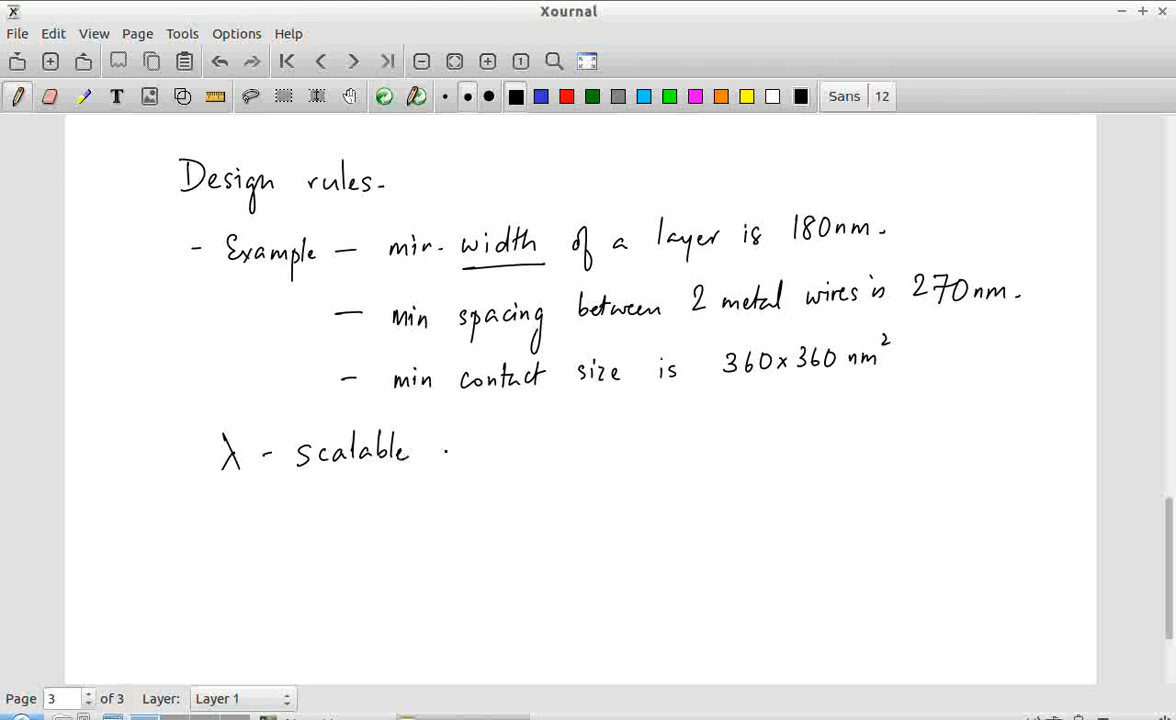 Xournal
File Edit View Page Tools Options Help
Sans 12
Design rules.
- Example - min. width of a layer is 180nm.
- min spacing between 2 metal wires is 270nm.
- min contact size is 360x360 nm²
λ - scalable
Page 3 of 3 Layer: Layer 1